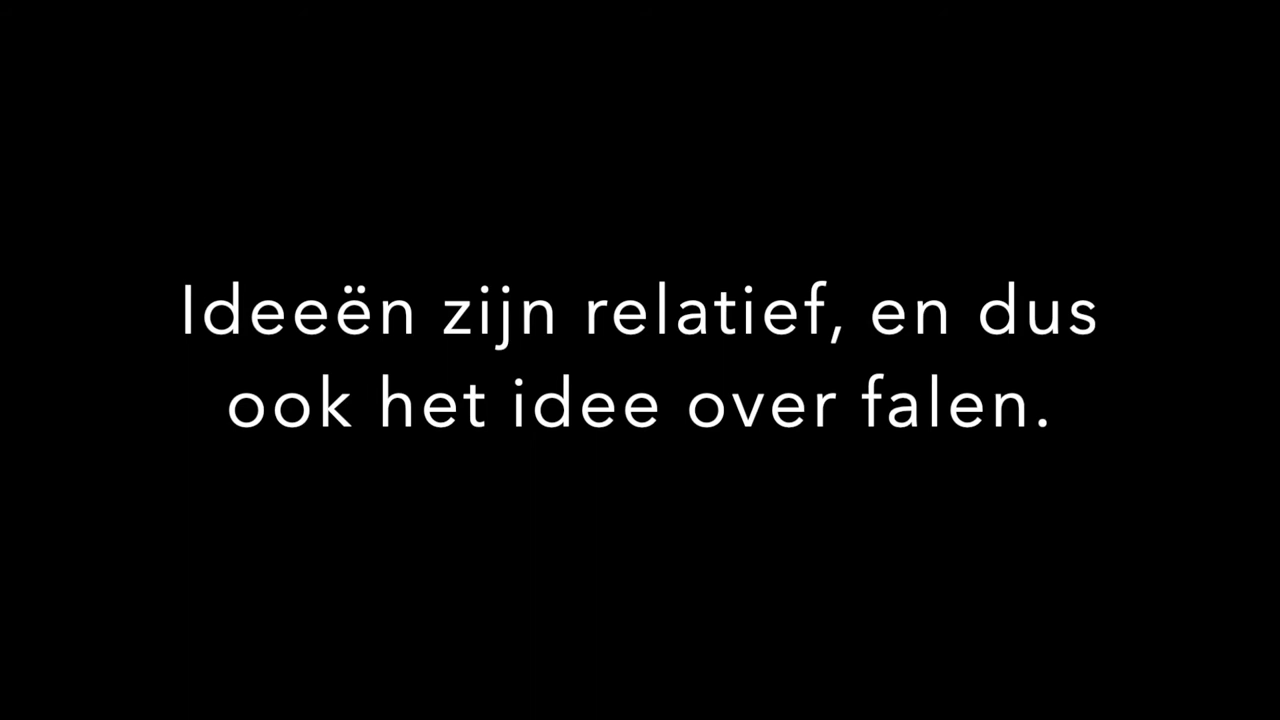 Ideeën zijn relatief, en dus
ook het idee over falen.